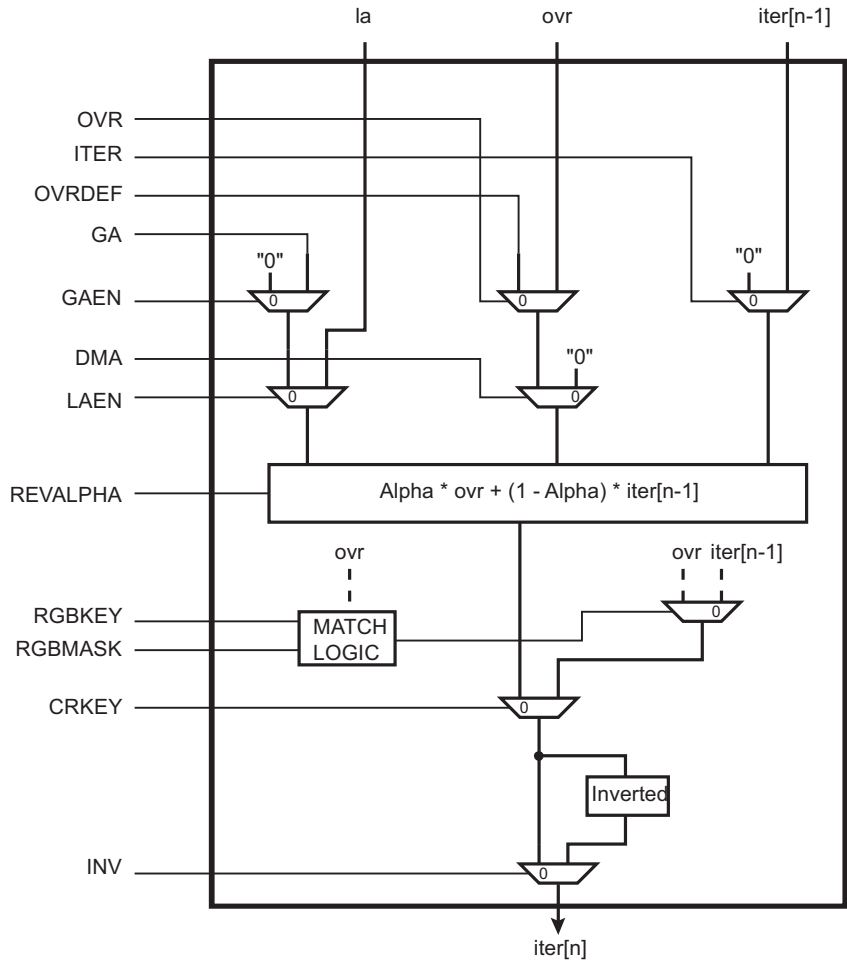 la ovr iter[n-1]
OVR
ITER
OVRDEF
GA
"0" "0"
GAEN 0 0 0
DMA "0"
LAEN 0 0
REVALPHA Alpha * ovr + (1 - Alpha) * iter[n-1]
ovr ovr iter[n-1]
RGBKEY MATCH 0
RGBMASK LOGIC
CRKEY 0
Inverted
INV 0
iter[n]